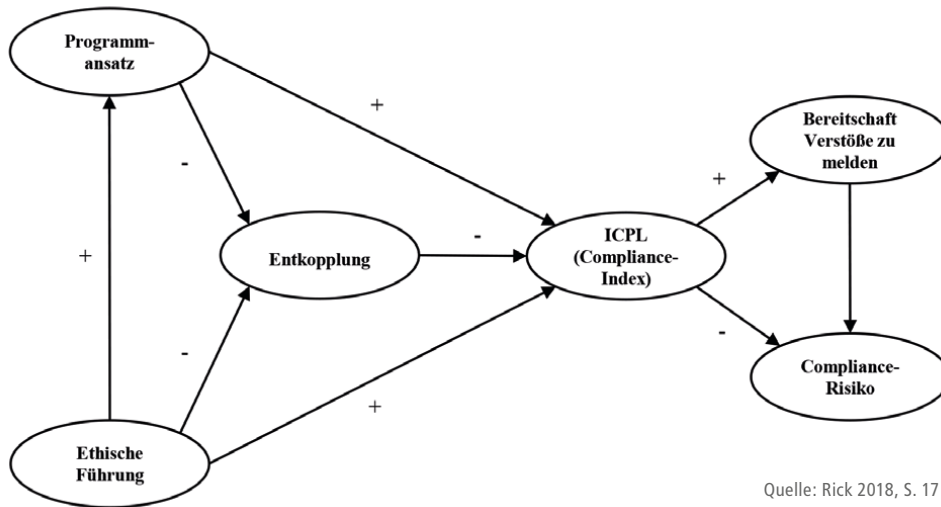 Programm-
ansatz
+
-
Bereitschaft
Verstöße zu
melden
+
+
Entkopplung
-
ICPL
(Compliance-
Index)
-
-
+
Compliance-
Risiko
Ethische
Führung
Quelle: Rick 2018, S. 17